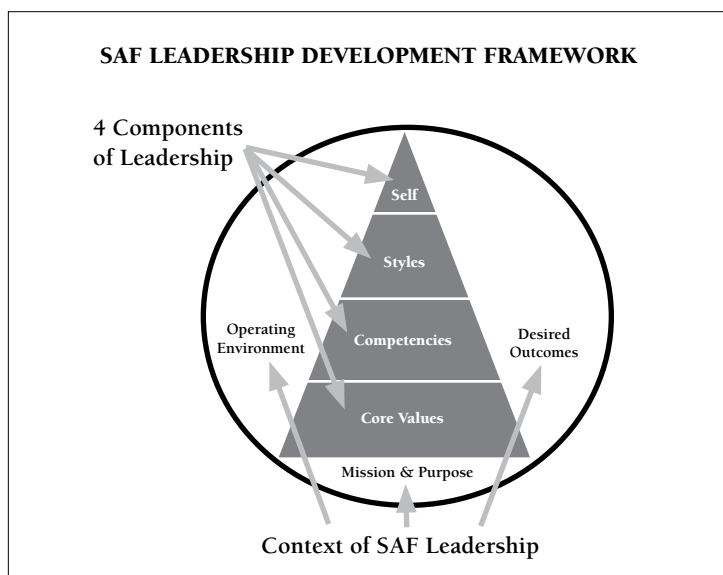 SAF LEADERSHIP DEVELOPMENT FRAMEWORK
4 Components
of Leadership
Self
Styles
Operating
Environment
Competencies
Desired
Outcomes
Core Values
Mission & Purpose
Context of SAF Leadership